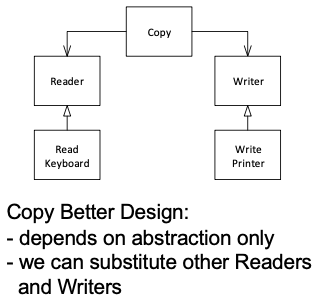 Copy
Reader
Writer
Read
Keyboard
Write
Printer
Copy Better Design:
- depends on abstraction only
- we can substitute other Readers
and Writers